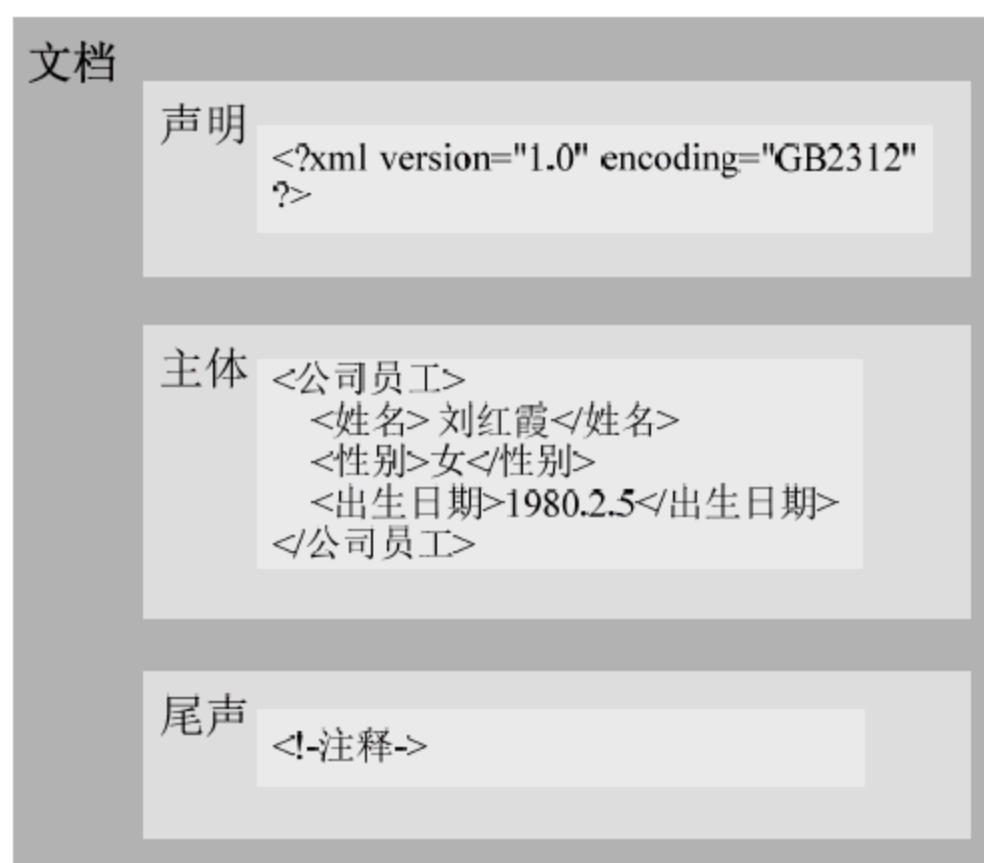 文档
声明
<?xml version="1.0" encoding="GB2312"
?>
主体
<公司员工>
<姓名> 刘红霞</姓名>
<性别>女</性别>
<出生日期>1980.2.5</出生日期>
</公司员工>
尾声
<!-注释->